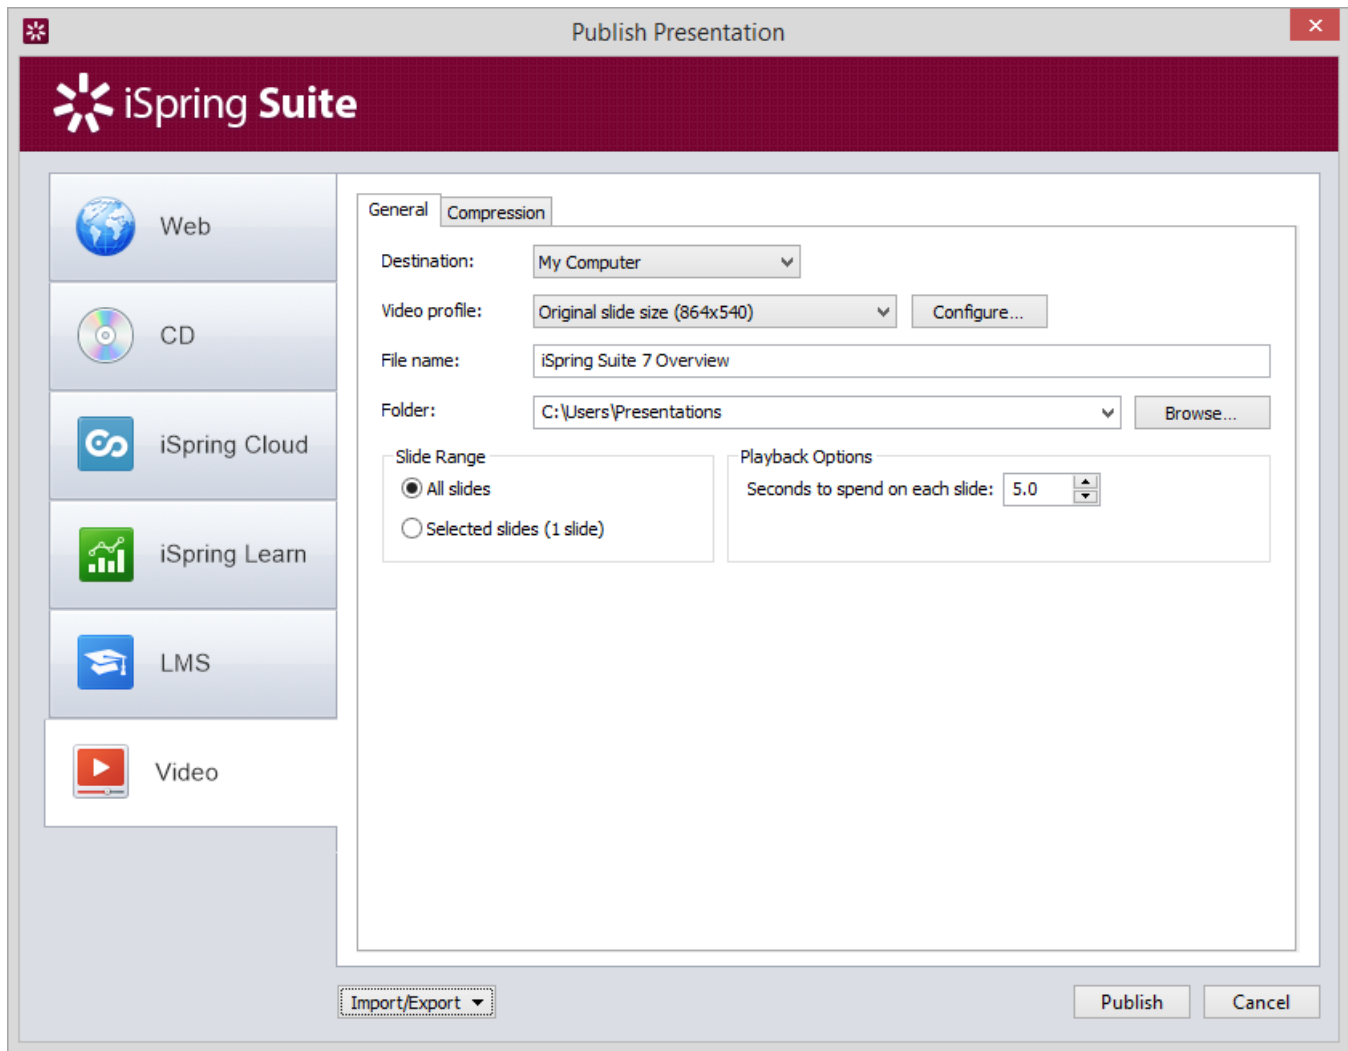 Publish Presentation
iSpring Suite
Web
CD
iSpring Cloud
iSpring Learn
LMS
Video
General Compression
Destination: My Computer
Video profile: Original slide size (864x540) Configure...
File name: iSpring Suite 7 Overview
Folder: C:\Users\Presentations Browse...
Slide Range
All slides
Selected slides (1 slide)
Playback Options
Seconds to spend on each slide: 5.0
Import/Export Publish Cancel